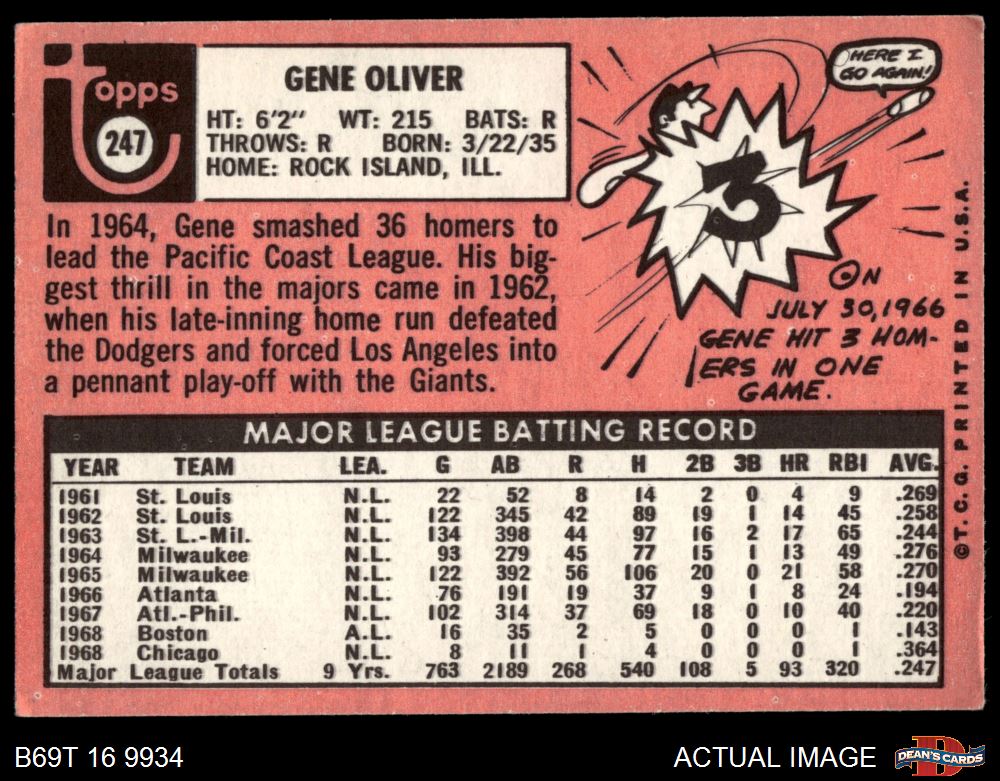 Topps
247
GENE OLIVER
HT: 6'2" WT: 215 BATS: R
THROWS: R BORN: 3/22/35
HOME: ROCK ISLAND, ILL.
HERE I
GO AGAIN!
3
In 1964, Gene smashed 36 homers to
lead the Pacific Coast League. His big-
gest thrill in the majors came in 1962,
when his late-inning home run defeated
the Dodgers and forced Los Angeles into
a pennant play-off with the Giants.
ON
JULY 30, 1966
GENE HIT 3 HOM-
ERS IN ONE
GAME.
©T.C.G. PRINTED IN U.S.A.
MAJOR LEAGUE BATTING RECORD
YEAR TEAM LEA. G AB R H 2B 3B HR RBI AVG.
1961 St. Louis N.L. 22 52 8 14 2 0 4 9 .269
1962 St. Louis N.L. 122 345 42 89 19 1 14 45 .258
1963 St. L.-Mil. N.L. 134 398 44 97 16 2 17 65 .244
1964 Milwaukee N.L. 93 279 45 77 15 1 13 49 .276
1965 Milwaukee N.L. 122 392 56 106 20 0 21 58 .270
1966 Atlanta N.L. 76 191 19 37 9 1 8 24 .194
1967 Atl.-Phil. N.L. 102 314 37 69 18 0 10 40 .220
1968 Boston A.L. 16 35 2 5 0 0 0 1 .143
1968 Chicago N.L. 8 11 1 4 0 0 0 1 .364
Major League Totals 9 Yrs. 763 2189 268 540 108 5 93 320 .247
B69T 16 9934
ACTUAL IMAGE
D
DEAN'S CARDS